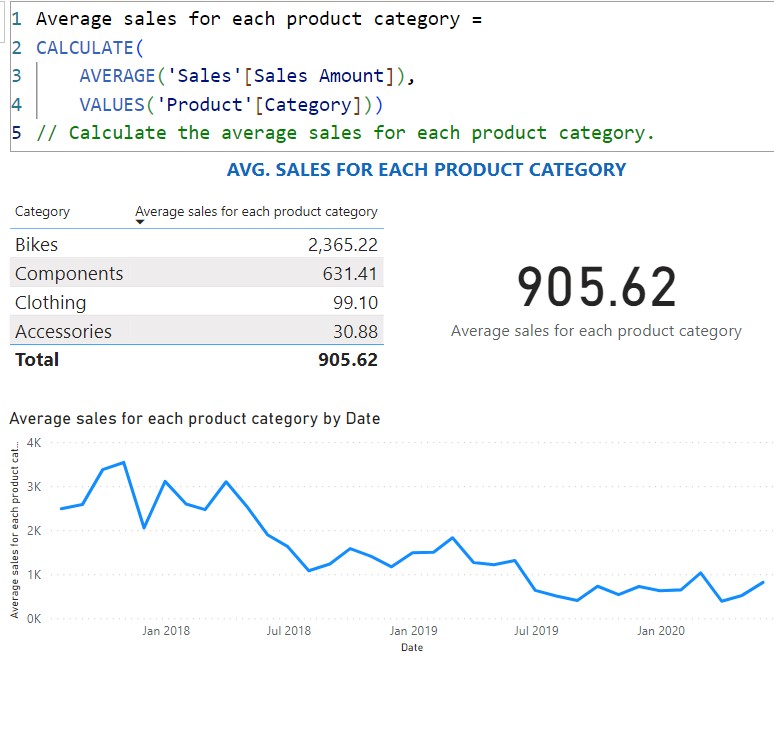 1 Average sales for each product category =
2 CALCULATE(
3 AVERAGE('Sales'[Sales Amount]),
4 VALUES('Product'[Category]))
5 // Calculate the average sales for each product category.
AVG. SALES FOR EACH PRODUCT CATEGORY
Category Average sales for each product category
Bikes 2,365.22
Components 631.41
Clothing 99.10
Accessories 30.88
Total 905.62
905.62
Average sales for each product category
Average sales for each product category by Date
Average sales for each product cat...
4K
3K
2K
1K
0K
Jan 2018 Jul 2018 Jan 2019 Jul 2019 Jan 2020
Date